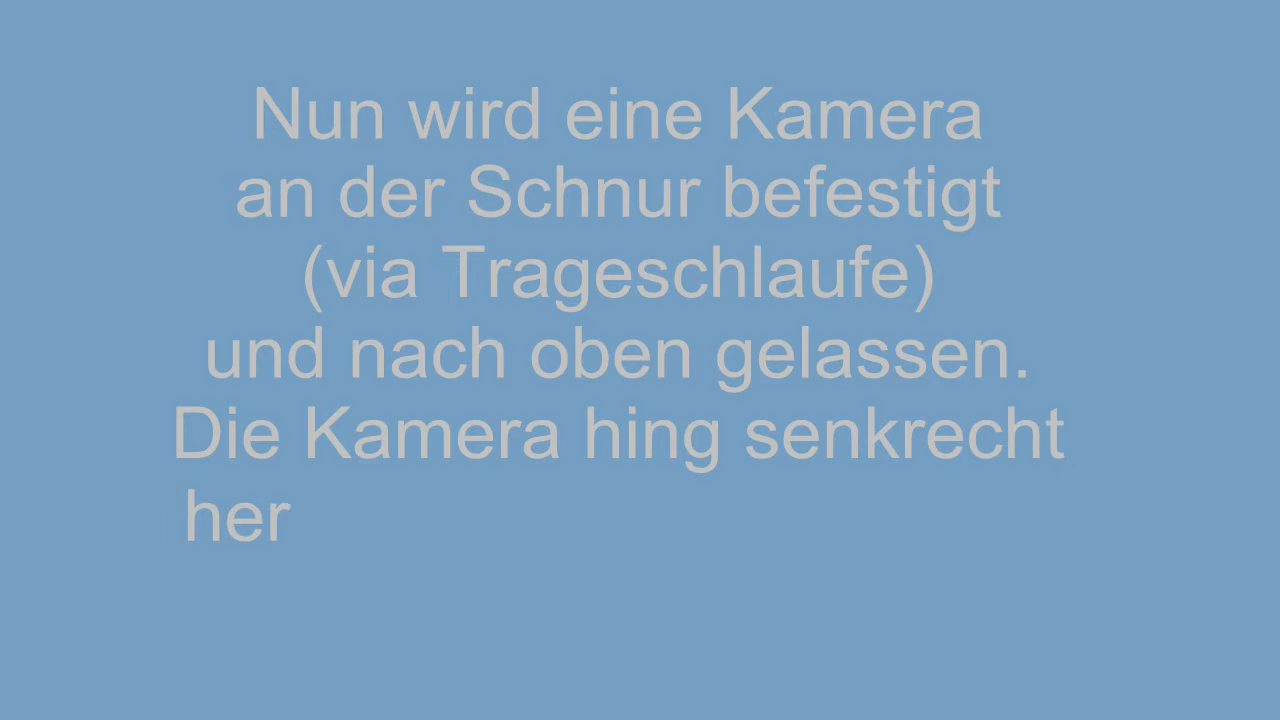 Nun wird eine Kamera
an der Schnur befestigt
(via Trageschlaufe)
und nach oben gelassen.
Die Kamera hing senkrecht
her